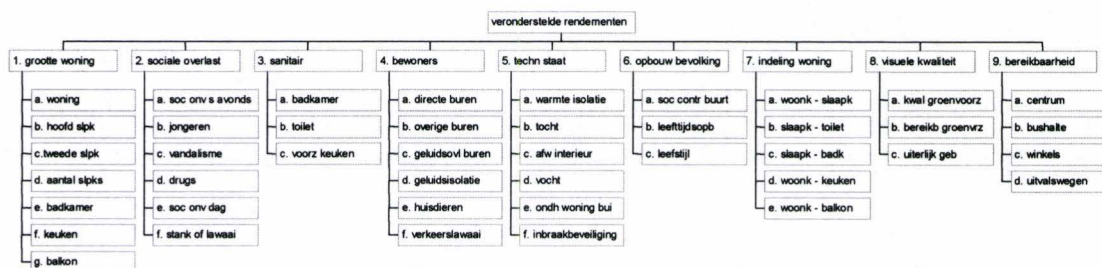 veronderstelde rendementen
1. grootte woning
a. woning
b. hoofd slpk
c.tweede slpk
d. aantal slpks
e. badkamer
f. keuken
g. balkon
2. sociale overlast
a. soc onv s avonds
b. jongeren
c. vandalisme
d. drugs
e. soc onv dag
f. stank of lawaai
3. sanitair
a. badkamer
b. toilet
c. voorz keuken
4. bewoners
a. directe buren
b. overige buren
c. geluidsovl buren
d. geluidsisolatie
e. huisdieren
f. verkeerslawaai
5. techn staat
a. warmte isolatie
b. tocht
c. afw interieur
d. vocht
e. ondh woning bui
f. inbraakbeveiliging
6. opbouw bevolking
a. soc contr buurt
b. leefttijdsopb
c. leefstijl
7. indeling woning
a. woonk - slaapk
b. slaapk - toilet
c. slaapk - badk
d. woonk - keuken
e. woonk - balkon
8. visuele kwaliteit
a. kwal groenvoorz
b. bereikb groenvrz
c. uiterlijk geb
9. bereikbaarheid
a. centrum
b. bushalte
c. winkels
d. uitvalswegen